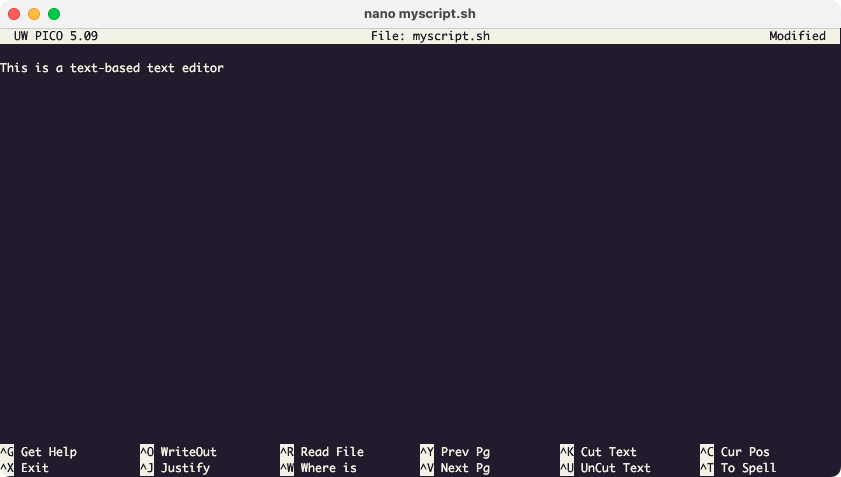 nano myscript.sh
UW PICO 5.09 File: myscript.sh Modified
This is a text-based text editor
^G Get Help ^O WriteOut ^R Read File ^Y Prev Pg ^K Cut Text ^C Cur Pos
^X Exit ^J Justify ^W Where is ^V Next Pg ^U UnCut Text ^T To Spell